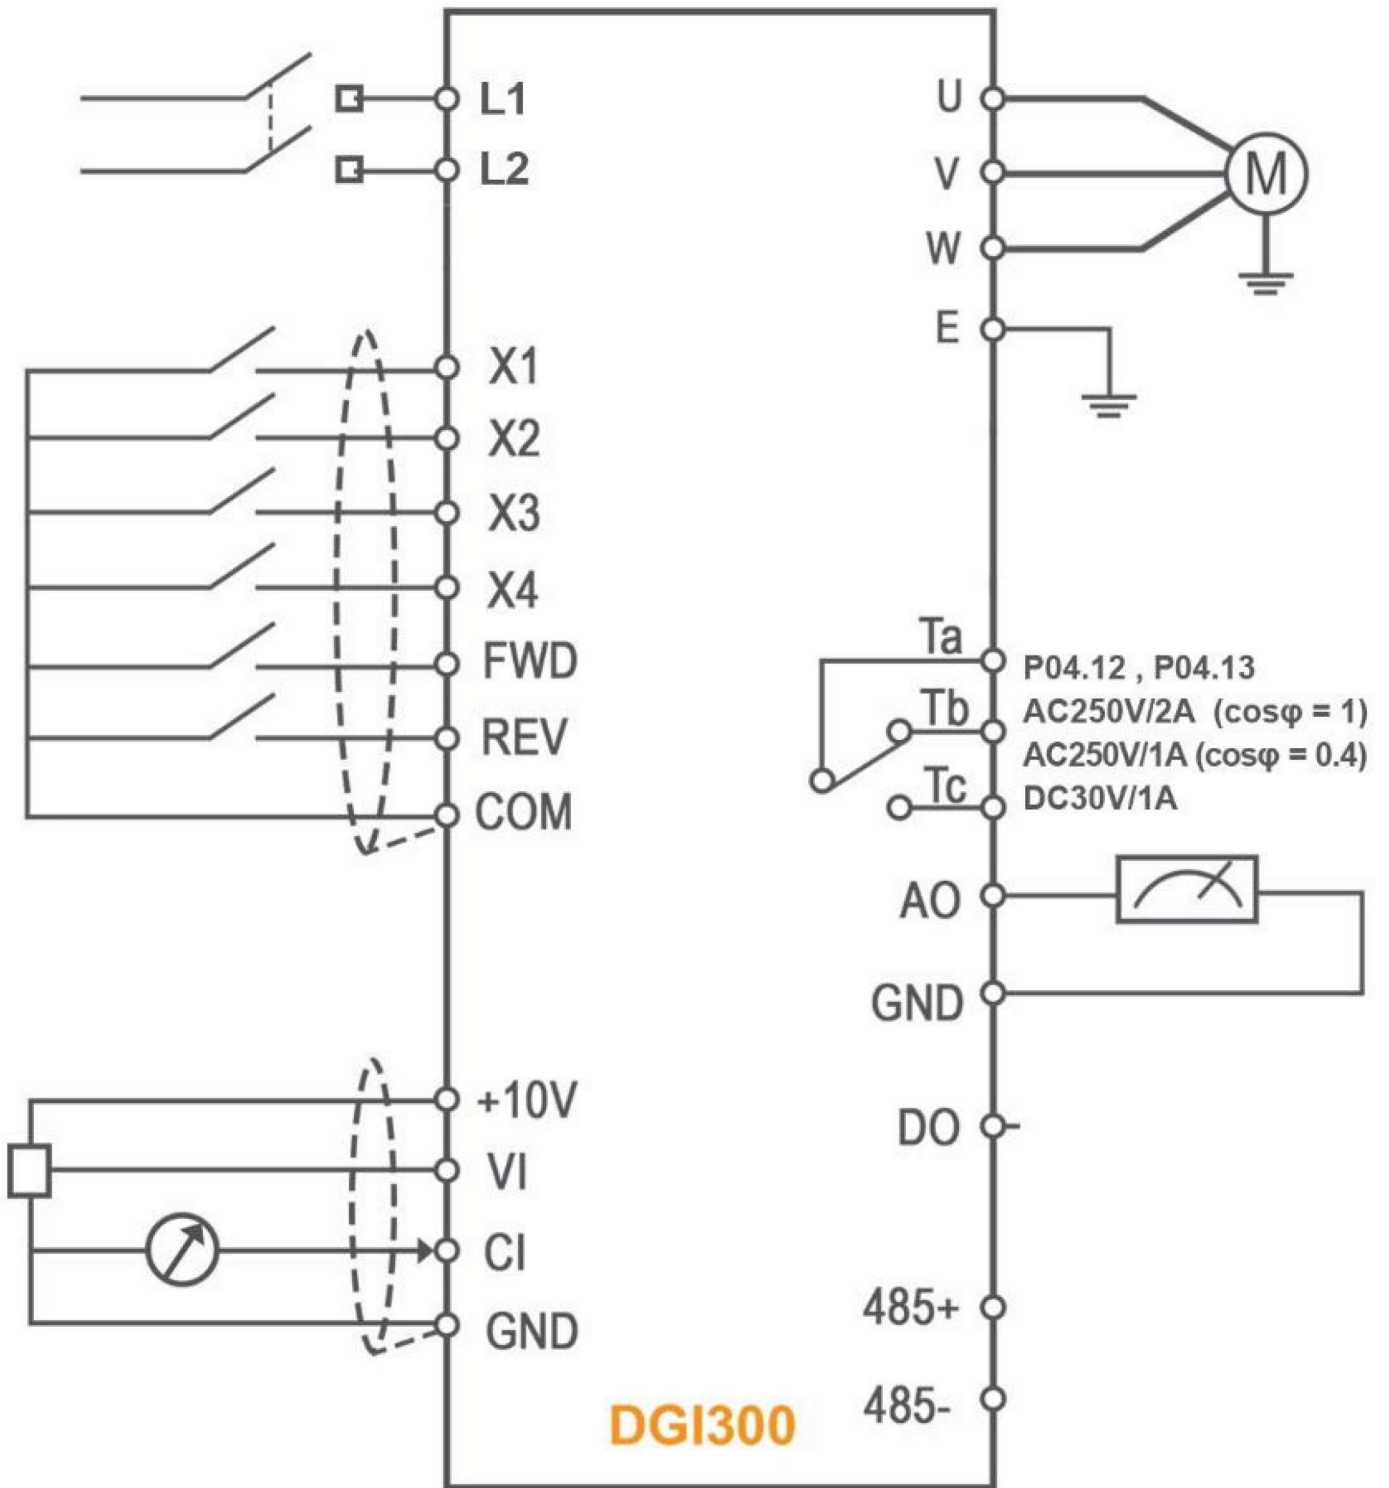 L1
L2
X1
X2
X3
X4
FWD
REV
COM
+10V
VI
CI
GND
U
V
W
E
M
Ta
Tb
Tc
P04.12 , P04.13
AC250V/2A (cosφ = 1)
AC250V/1A (cosφ = 0.4)
DC30V/1A
AO
GND
DO
485+
485-
DGI300